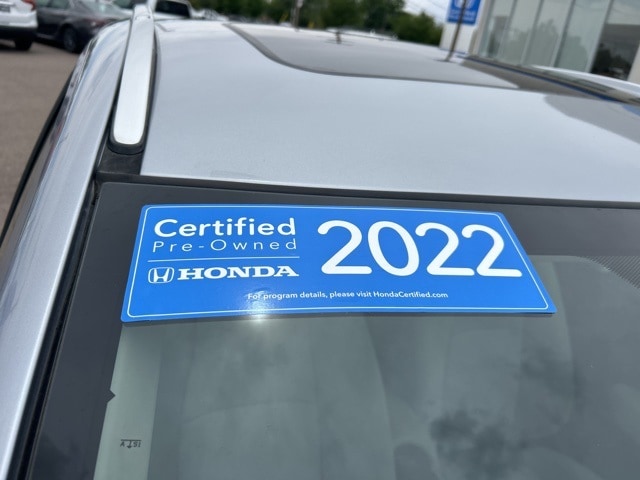 Certified
Pre-Owned
HONDA
2022
For program details, please visit HondaCertified.com